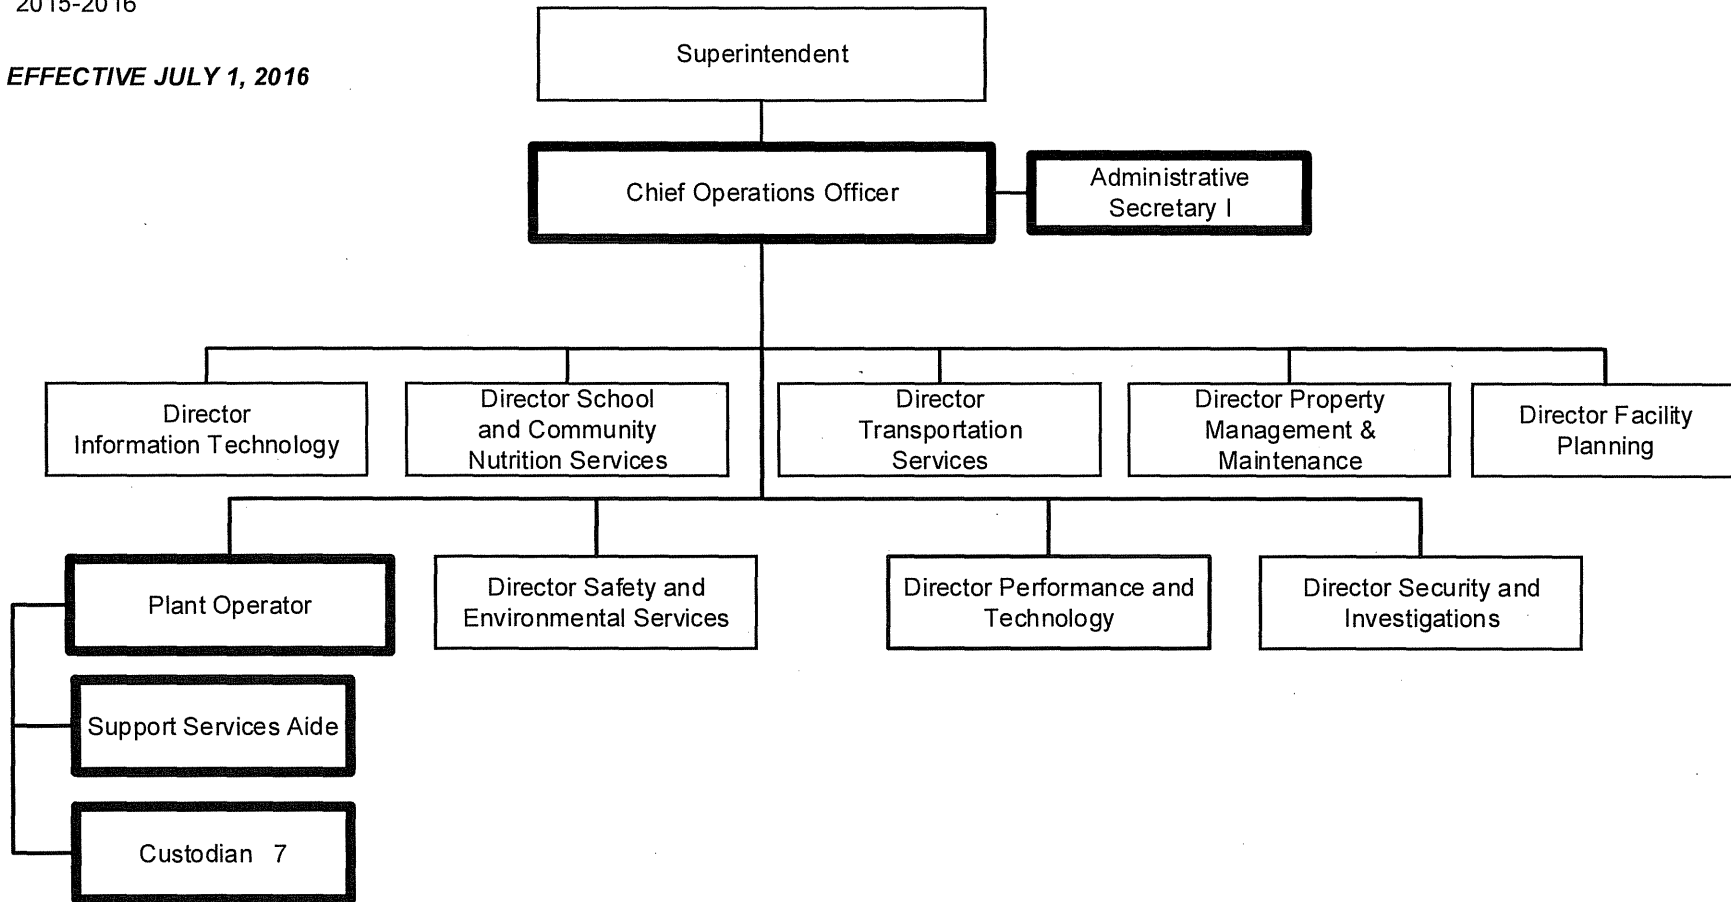 2015-2016
EFFECTIVE JULY 1, 2016
Superintendent
Chief Operations Officer
Administrative
Secretary I
Director
Information Technology
Director School
and Community
Nutrition Services
Director
Transportation
Services
Director Property
Management &
Maintenance
Director Facility
Planning
Plant Operator
Director Safety and
Environmental Services
Director Performance and
Technology
Director Security and
Investigations
Support Services Aide
Custodian 7